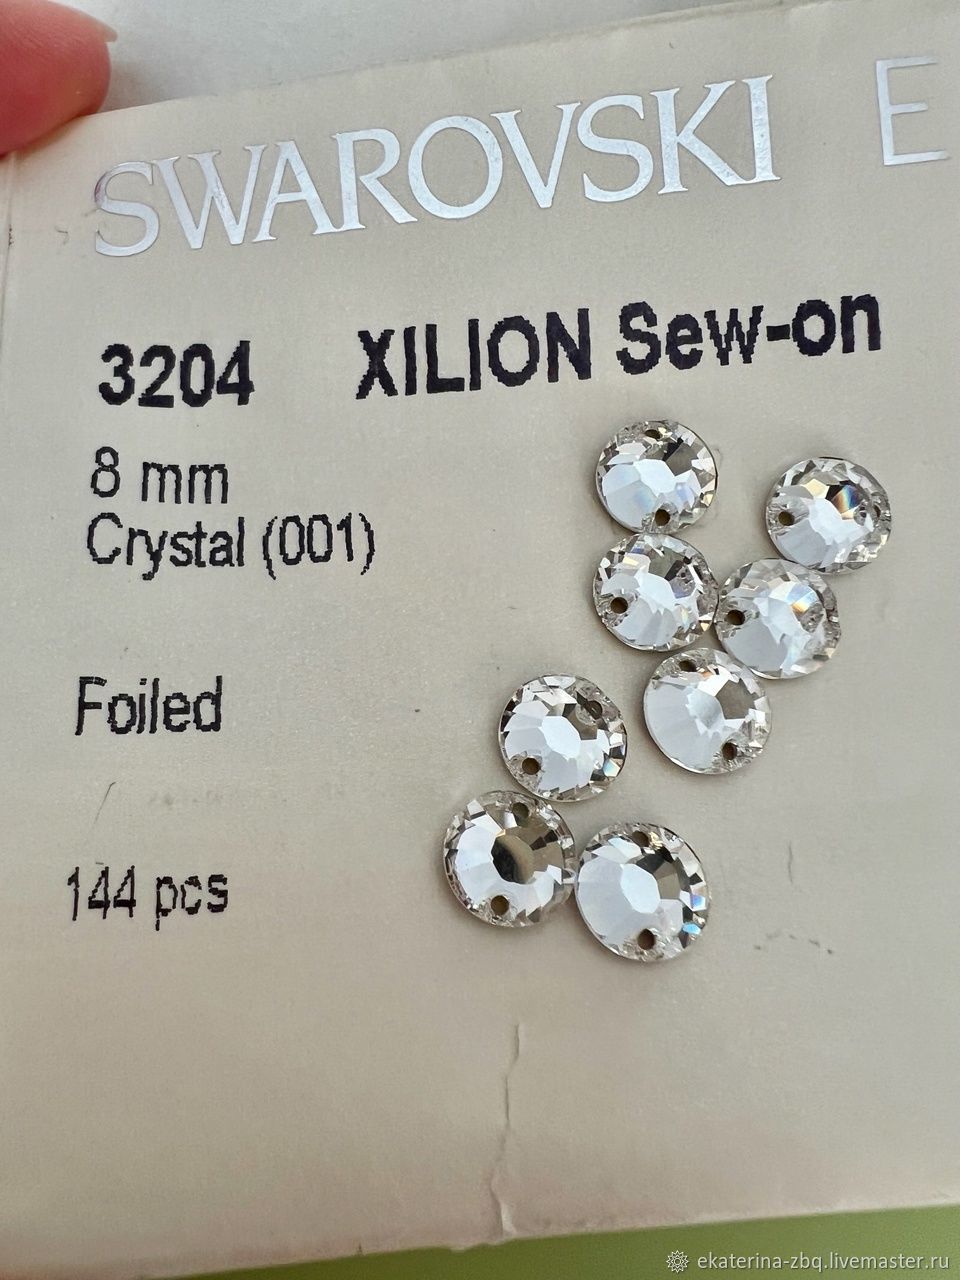 SWAROVSKI E
3204 XILION Sew-on
8 mm
Crystal (001)
Foiled
144 pcs
ekaterina-zbq.livemaster.ru